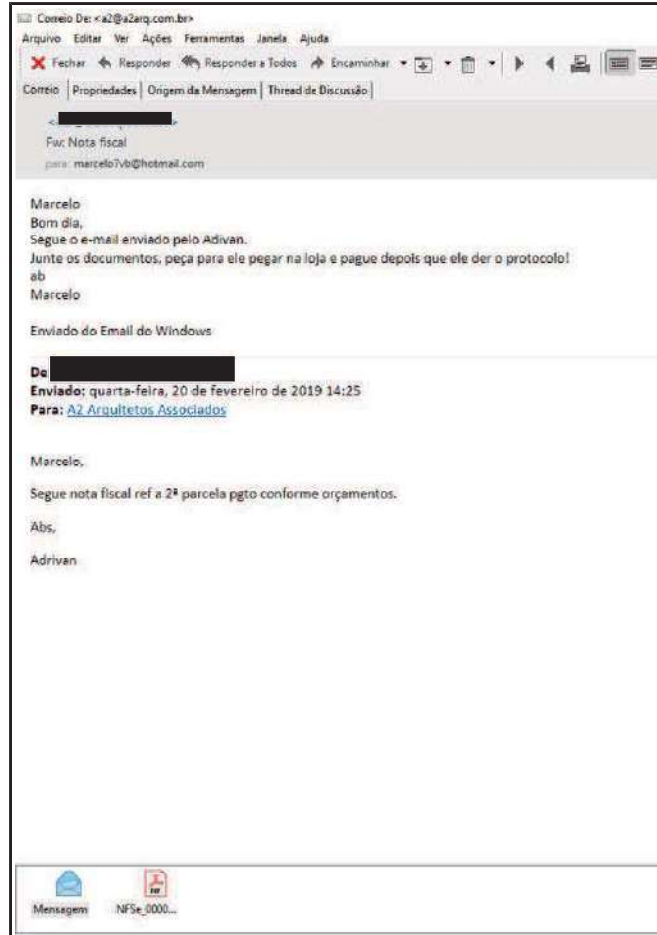 Correio De: <a2@a2arq.com.br>
Arquivo Editar Ver Ações Ferramentas Janela Ajuda
Fechar Responder Responder a Todos Encaminhar
Correio Propriedades Origem da Mensagem Thread de Discussão
Fw: Nota fiscal
para: marcelo7vb@hotmail.com
Marcelo
Bom dia,
Segue o e-mail enviado pelo Adivan.
Junte os documentos, peça para ele pegar na loja e pague depois que ele der o protocolo!
ab
Marcelo
Enviado do Email do Windows
De
Enviado: quarta-feira, 20 de fevereiro de 2019 14:25
Para: A2 Arquitetos Associados
Marcelo,
Segue nota fiscal ref a 2ª parcela pgto conforme orçamentos.
Abs,
Adrivan
Mensagem NFSe_0000...